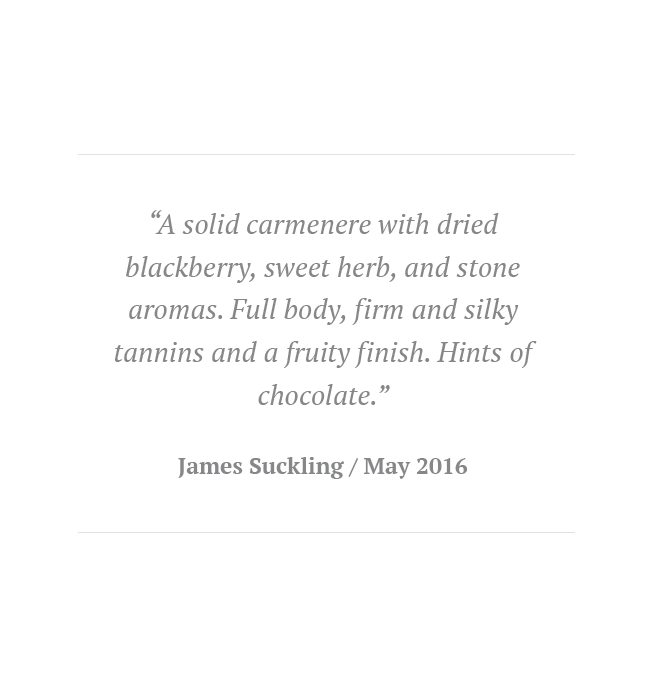 “A solid carmenere with dried
blackberry, sweet herb, and stone
aromas. Full body, firm and silky
tannins and a fruity finish. Hints of
chocolate.”
James Suckling / May 2016